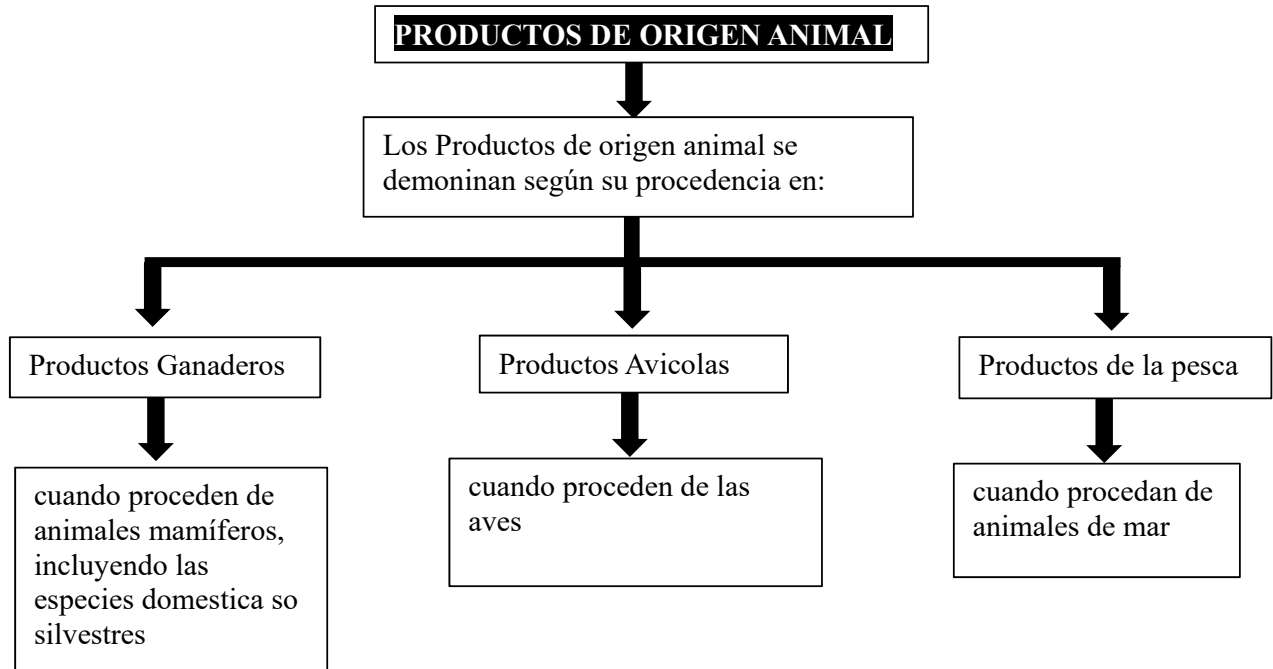 PRODUCTOS DE ORIGEN ANIMAL
Los Productos de origen animal se
demoninan según su procedencia en:
Productos Ganaderos
Productos Avicolas
Productos de la pesca
cuando proceden de
animales mamíferos,
incluyendo las
especies domestica so
silvestres
cuando proceden de las
aves
cuando procedan de
animales de mar